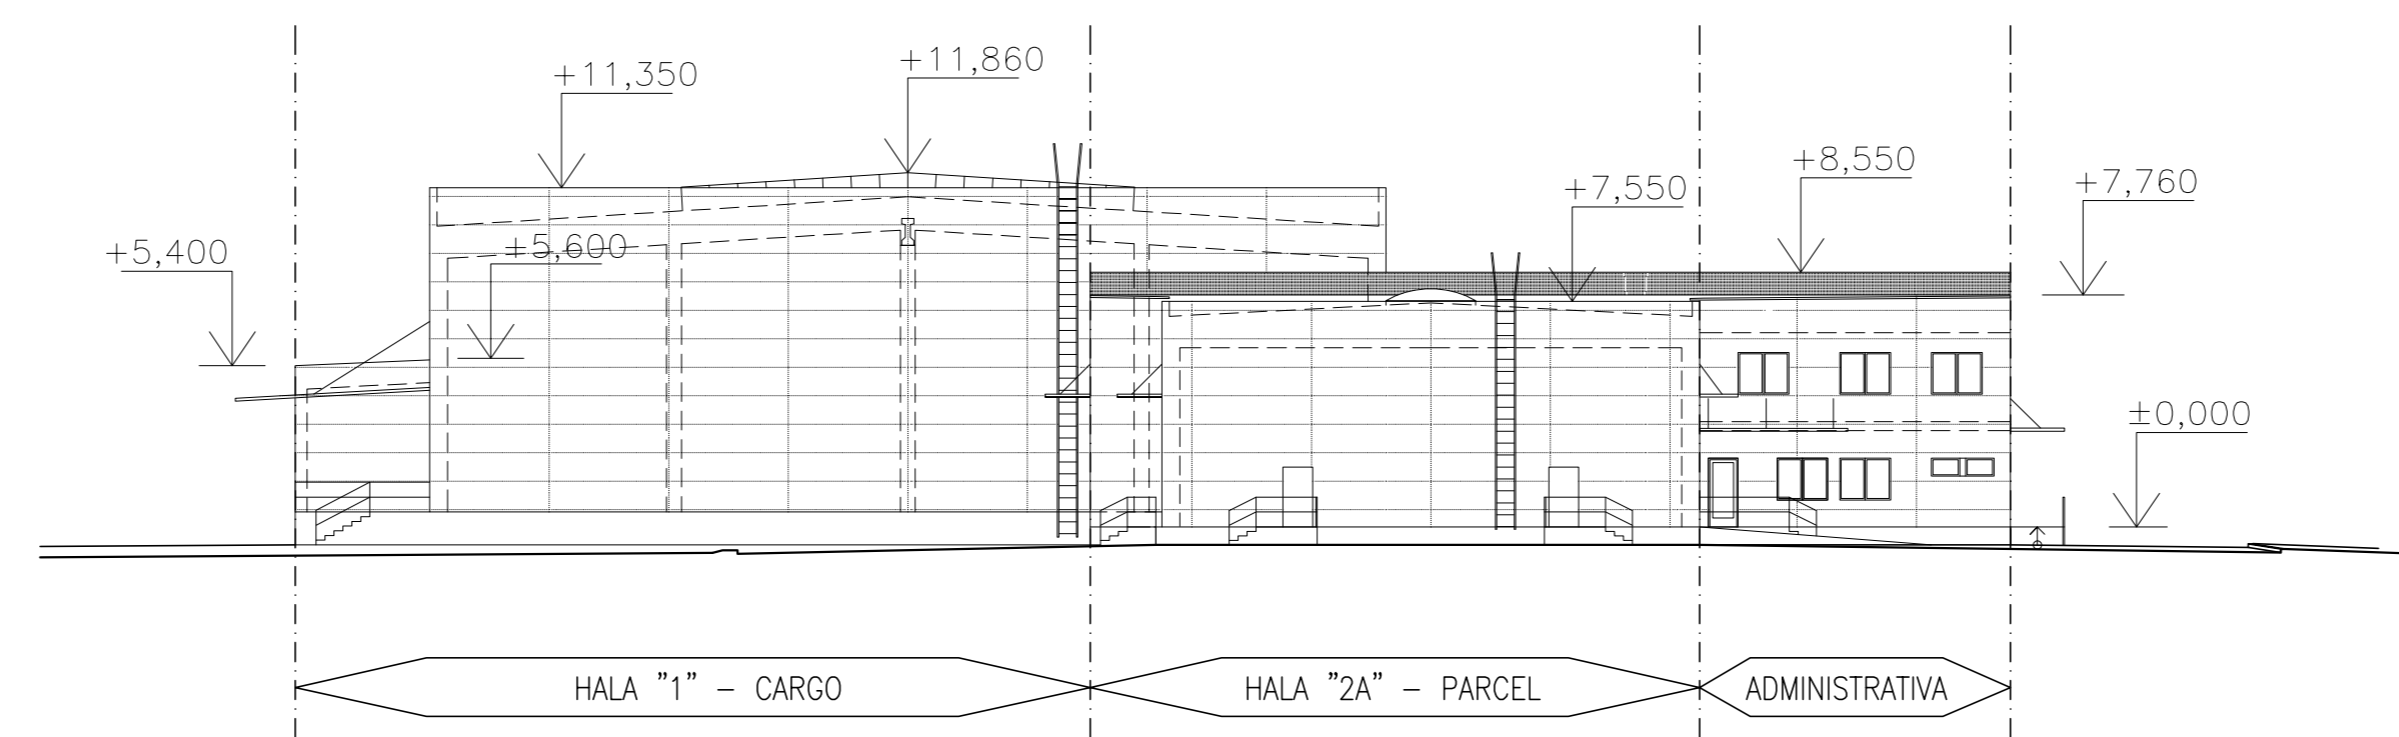 +11,860
+11,350
+8,550
+7,550
+7,760
+5,400
+5,600
±0,000
HALA "1" – CARGO
HALA "2A" – PARCEL
ADMINISTRATIVA